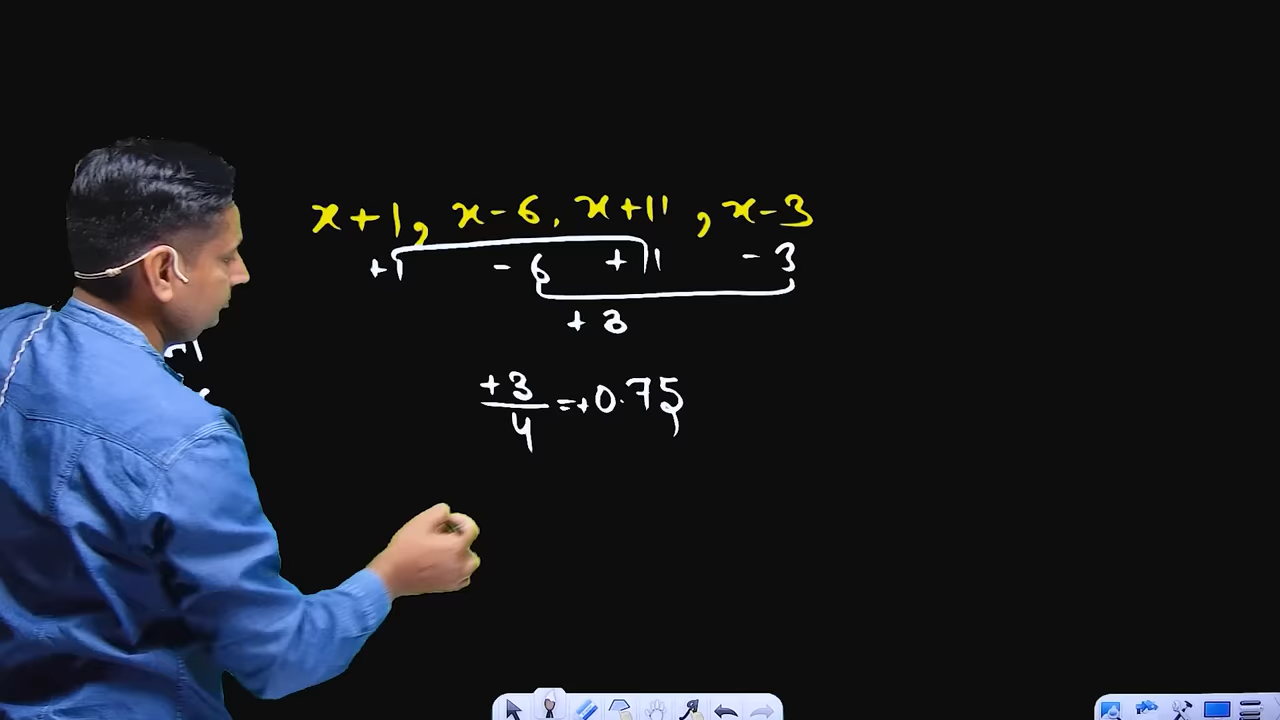 x+1, x-6, x+11, x-3
+1 -6 +11 -3
+3
+3/4 = +0.75